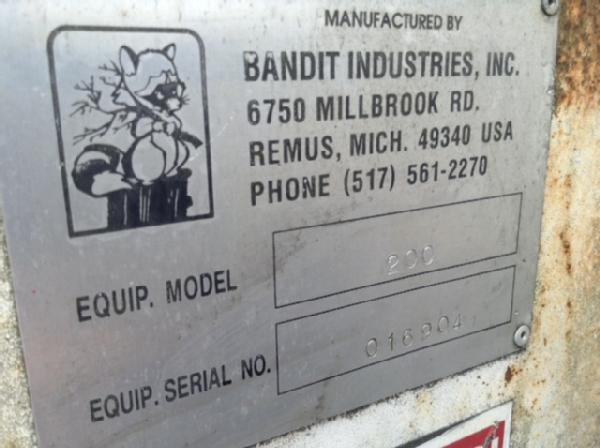 MANUFACTURED BY
BANDIT INDUSTRIES, INC.
6750 MILLBROOK RD.
REMUS, MICH. 49340 USA
PHONE (517) 561-2270
EQUIP. MODEL 200
EQUIP. SERIAL NO. 016904